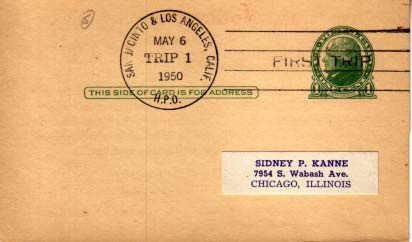 5
SAN JACINTO & LOS ANGELES, CALIF.
MAY 6
TRIP 1
1950
H.P.O.
FIRST TRIP
THIS SIDE OF CARD IS FOR ADDRESS
SIDNEY P. KANNE
7954 S. Wabash Ave.
CHICAGO, ILLINOIS